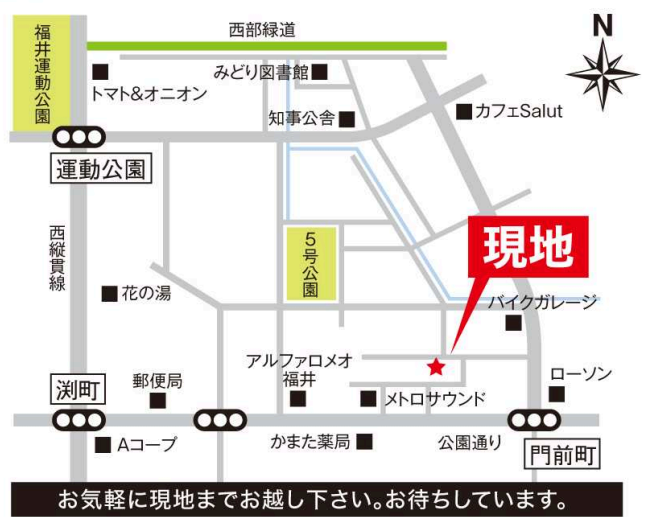 西部緑道
N
福井運動公園
トマト&オニオン
みどり図書館
知事公舎
カフェSalut
運動公園
西縦貫線
5号公園
現地
花の湯
バイクガレージ
アルファロメオ
福井
渕町
郵便局
メトロサウンド
ローソン
Aコープ
かまた薬局
公園通り
門前町
お気軽に現地までお越し下さい。お待ちしています。